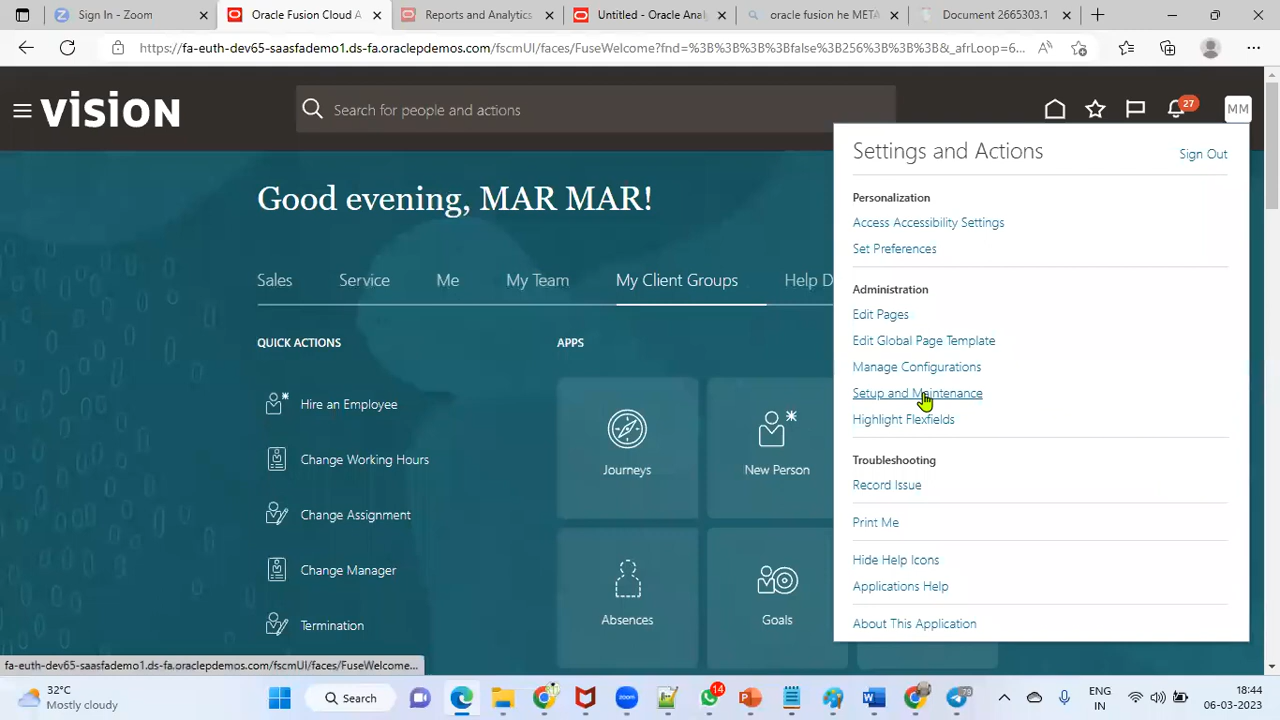 Sign In - Zoom
Oracle Fusion Cloud A
Reports and Analytics
Untitled - Oracle Anal
oracle fusion he META
Document 2665303.1
https://fa-euth-dev65-saasfademo1.ds-fa.oraclepdemos.com/fscmUI/faces/FuseWelcome?fnd=%3B%3B%3B%3Bfalse%3B256%3B%3B%3B&_afrLoop=6...
vision
Search for people and actions
27
MM
Settings and Actions
Sign Out
Good evening, MAR MAR!
Personalization
Access Accessibility Settings
Set Preferences
Sales
Service
Me
My Team
My Client Groups
Help D
Administration
Edit Pages
Edit Global Page Template
Manage Configurations
Setup and Maintenance
Highlight Flexfields
QUICK ACTIONS
APPS
Hire an Employee
Change Working Hours
Change Assignment
Change Manager
Termination
Journeys
New Person
Absences
Goals
Troubleshooting
Record Issue
Print Me
Hide Help Icons
Applications Help
About This Application
fa-euth-dev65-saasfademo1.ds-fa.oraclepdemos.com/fscmUI/faces/FuseWelcome...
32°C
Mostly cloudy
Search
14
79
ENG
IN
18:44
06-03-2023